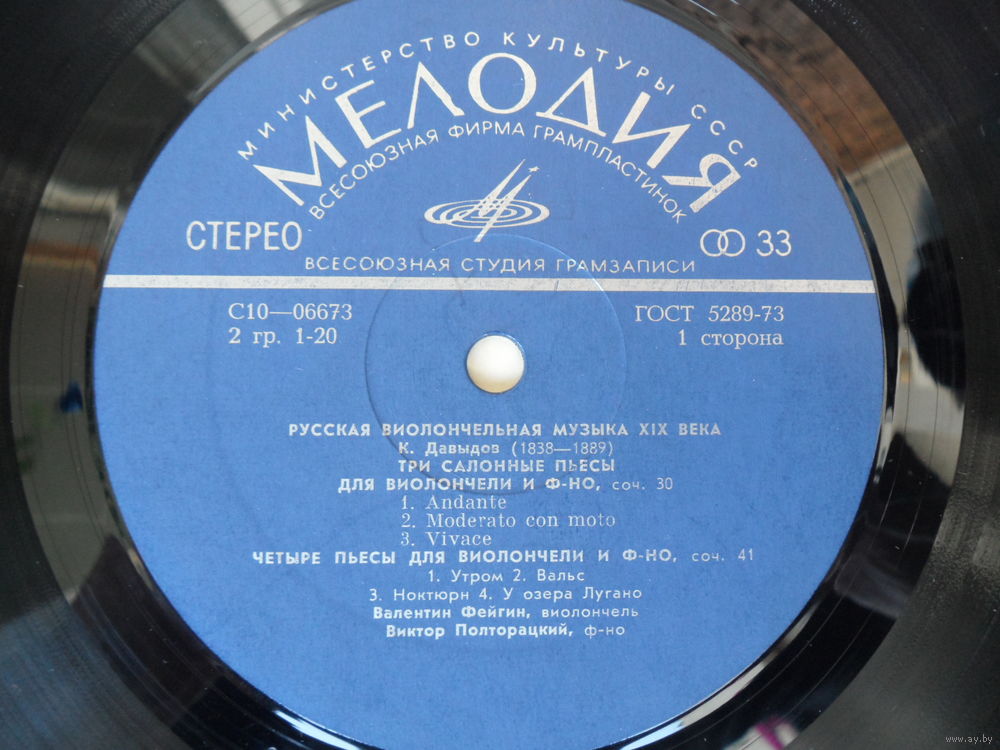 МИНИСТЕРСТВО КУЛЬТУРЫ СССР
МЕЛОДИЯ
ВСЕСОЮЗНАЯ ФИРМА ГРАМПЛАСТИНОК
СТЕРЕО
33
ВСЕСОЮЗНАЯ СТУДИЯ ГРАМЗАПИСИ
С10—06673
ГОСТ 5289-73
2 гр. 1-20
1 сторона
РУССКАЯ ВИОЛОНЧЕЛЬНАЯ МУЗЫКА XIX ВЕКА
К. Давыдов (1838—1889)
ТРИ САЛОННЫЕ ПЬЕСЫ
ДЛЯ ВИОЛОНЧЕЛИ И Ф-НО, соч. 30
1. Andante
2. Moderato con moto
3. Vivace
ЧЕТЫРЕ ПЬЕСЫ ДЛЯ ВИОЛОНЧЕЛИ И Ф-НО, соч. 41
1. Утром 2. Вальс
3. Ноктюрн 4. У озера Лугано
Валентин Фейгин, виолончель
Виктор Полторацкий, ф-но
www.ay.by